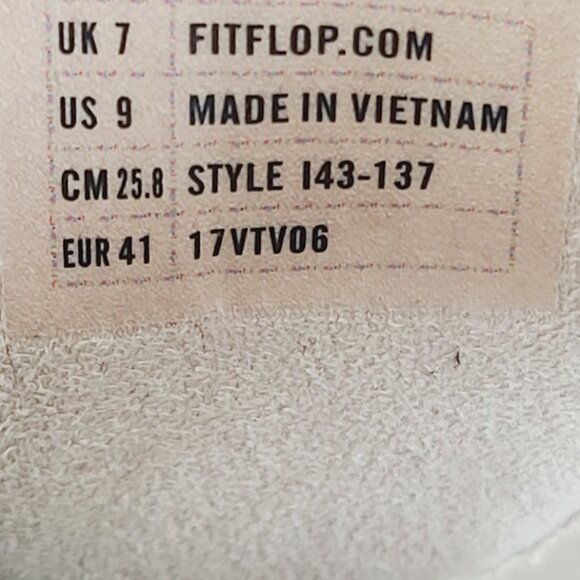 UK 7 FITFLOP.COM
US 9 MADE IN VIETNAM
CM 25.8 STYLE I43-137
EUR 41 17VTV06